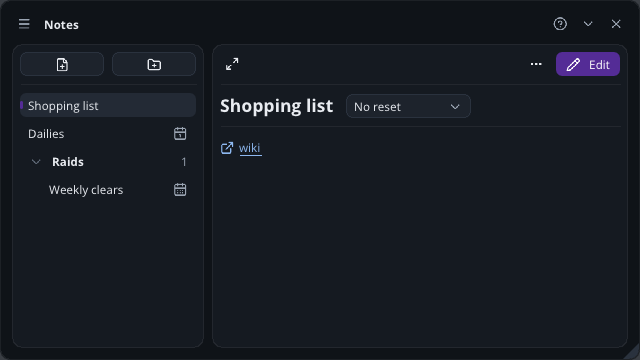 Notes
Edit
Shopping list
Dailies
Raids 1
Weekly clears
Shopping list No reset
wiki